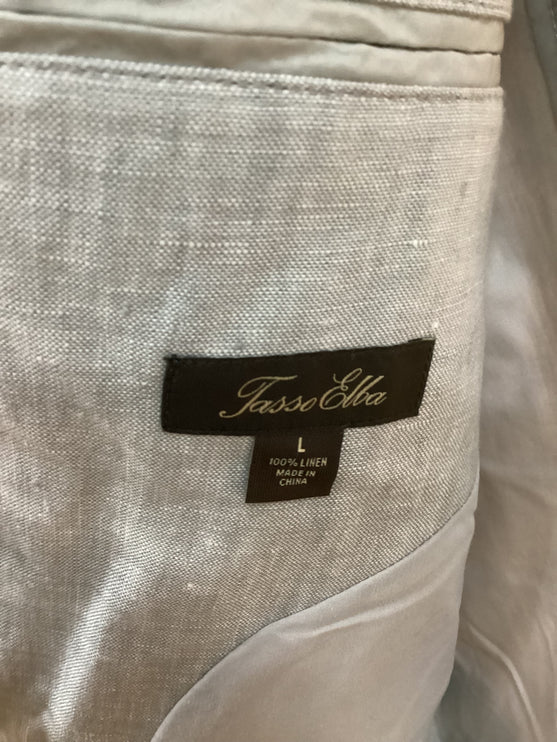 Tasso Elba
L
100% LINEN
MADE IN
CHINA